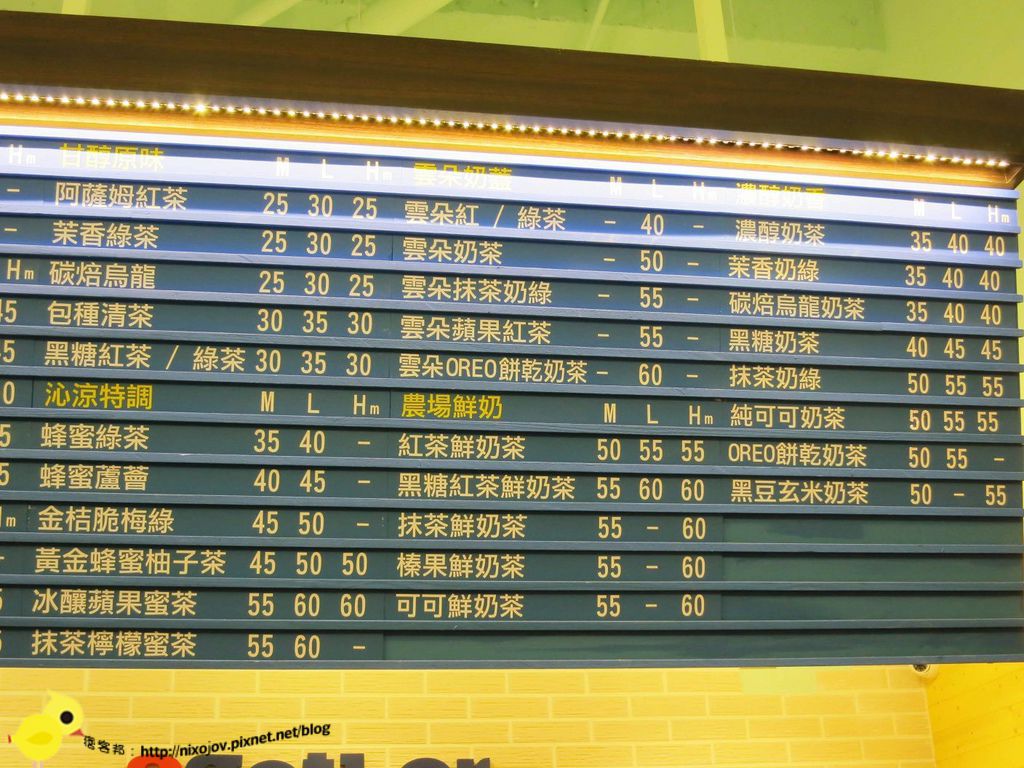 Hm 甘醇原味 M L Hm
- 阿薩姆紅茶 25 30 25
- 茉香綠茶 25 30 25
Hm 碳焙烏龍 25 30 25
45 包種清茶 30 35 30
黑糖紅茶 / 綠茶 30 35 30
0 沁涼特調 M L Hm
5 蜂蜜綠茶 35 40 -
5 蜂蜜蘆薈 40 45 -
Hm 金桔脆梅綠 45 50 -
- 黃金蜂蜜柚子茶 45 50 50
冰釀蘋果蜜茶 55 60 60
抹茶檸檬蜜茶 55 60 -
雲朵奶蓋 M L Hm
雲朵紅 / 綠茶 - 40 -
雲朵奶茶 - 50 -
雲朵抹茶奶綠 - 55 -
雲朵蘋果紅茶 - 55 -
雲朵OREO餅乾奶茶 - 60 -
農場鮮奶 M L Hm
紅茶鮮奶茶 50 55 55
黑糖紅茶鮮奶茶 55 60 60
抹茶鮮奶茶 55 - 60
榛果鮮奶茶 55 - 60
可可鮮奶茶 55 - 60
濃醇奶香 M L Hm
濃醇奶茶 35 40 40
茉香奶綠 35 40 40
碳焙烏龍奶茶 35 40 40
黑糖奶茶 40 45 45
抹茶奶綠 50 55 55
純可可奶茶 50 55 55
OREO餅乾奶茶 50 55 -
黑豆玄米奶茶 50 - 55
痞客邦：http://nixojov.pixnet.net/blog